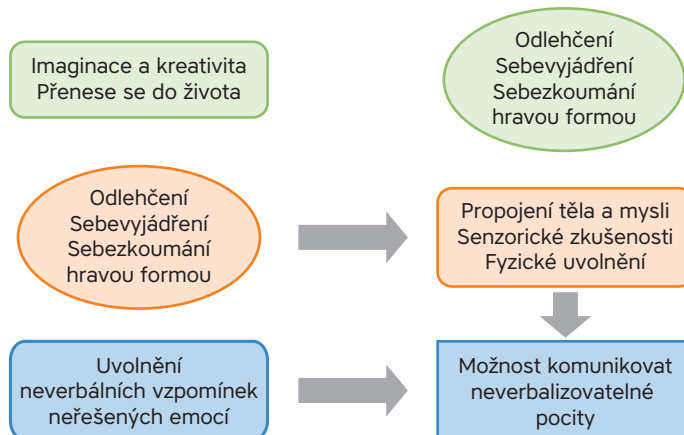 Imaginace a kreativita
Přenese se do života
Odlehčení
Sebevyjádření
Sebezkoumání
hravou formou
Odlehčení
Sebevyjádření
Sebezkoumání
hravou formou
Propojení těla a mysli
Senzorické zkušenosti
Fyzické uvolnění
Uvolnění
neverbálních vzpomínek
neřešených emocí
Možnost komunikovat
neverbalizovatelné
pocity